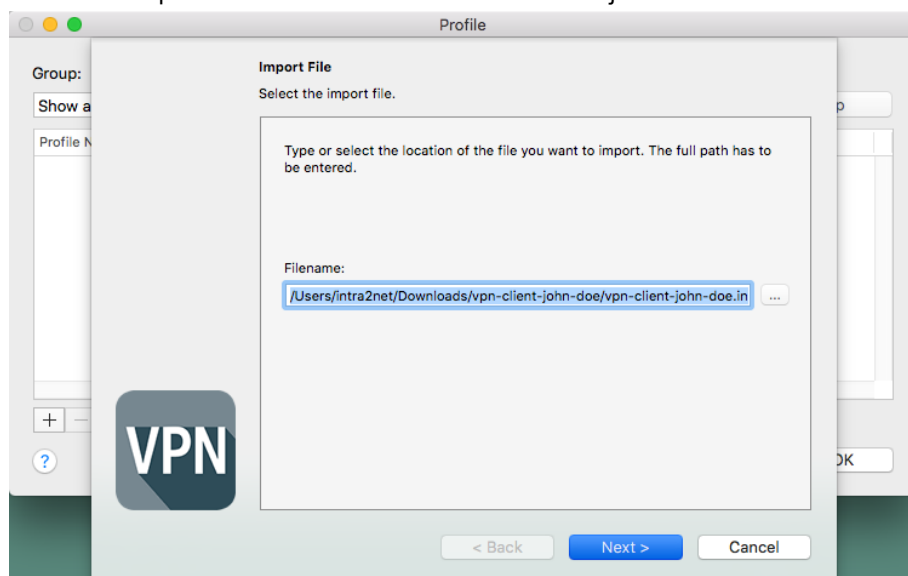 Profile
Group:
Import File
Select the import file.
Show a
p
Profile N
Type or select the location of the file you want to import. The full path has to
be entered.
Filename:
/Users/intra2net/Downloads/vpn-client-john-doe/vpn-client-john-doe.in
...
+ −
VPN
?
OK
< Back
Next >
Cancel